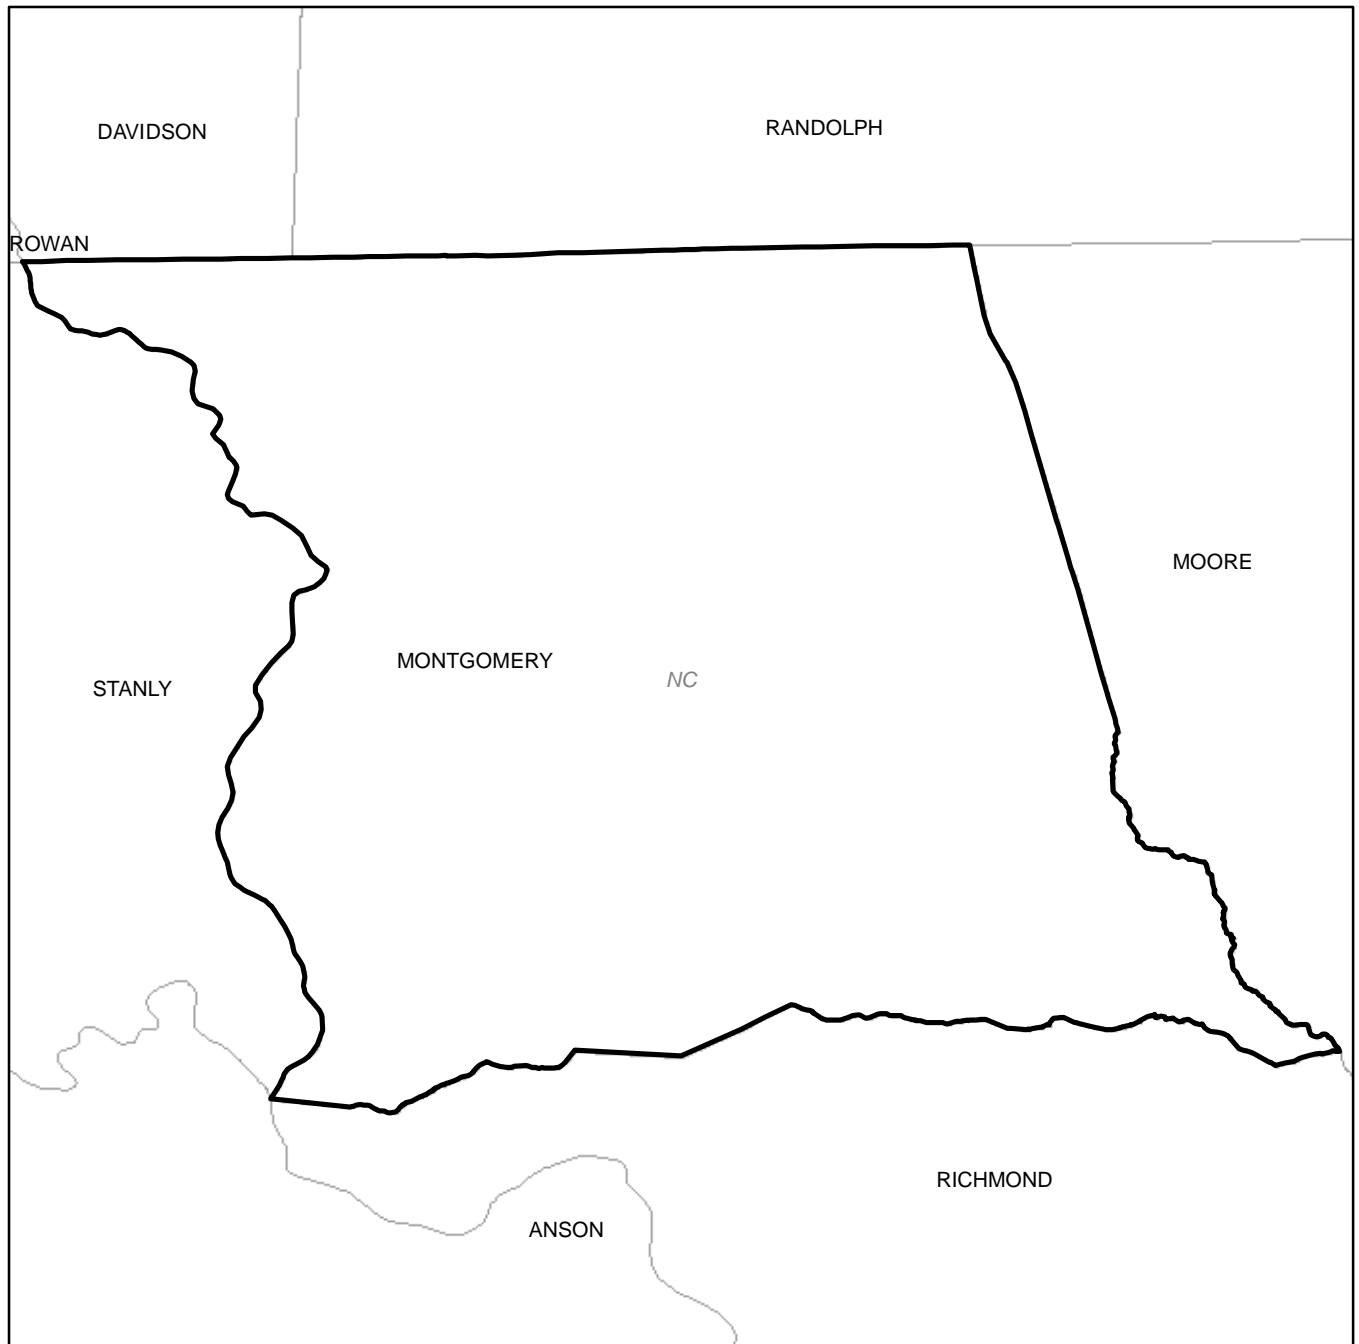 DAVIDSON
RANDOLPH
ROWAN
MOORE
MONTGOMERY
NC
STANLY
RICHMOND
ANSON